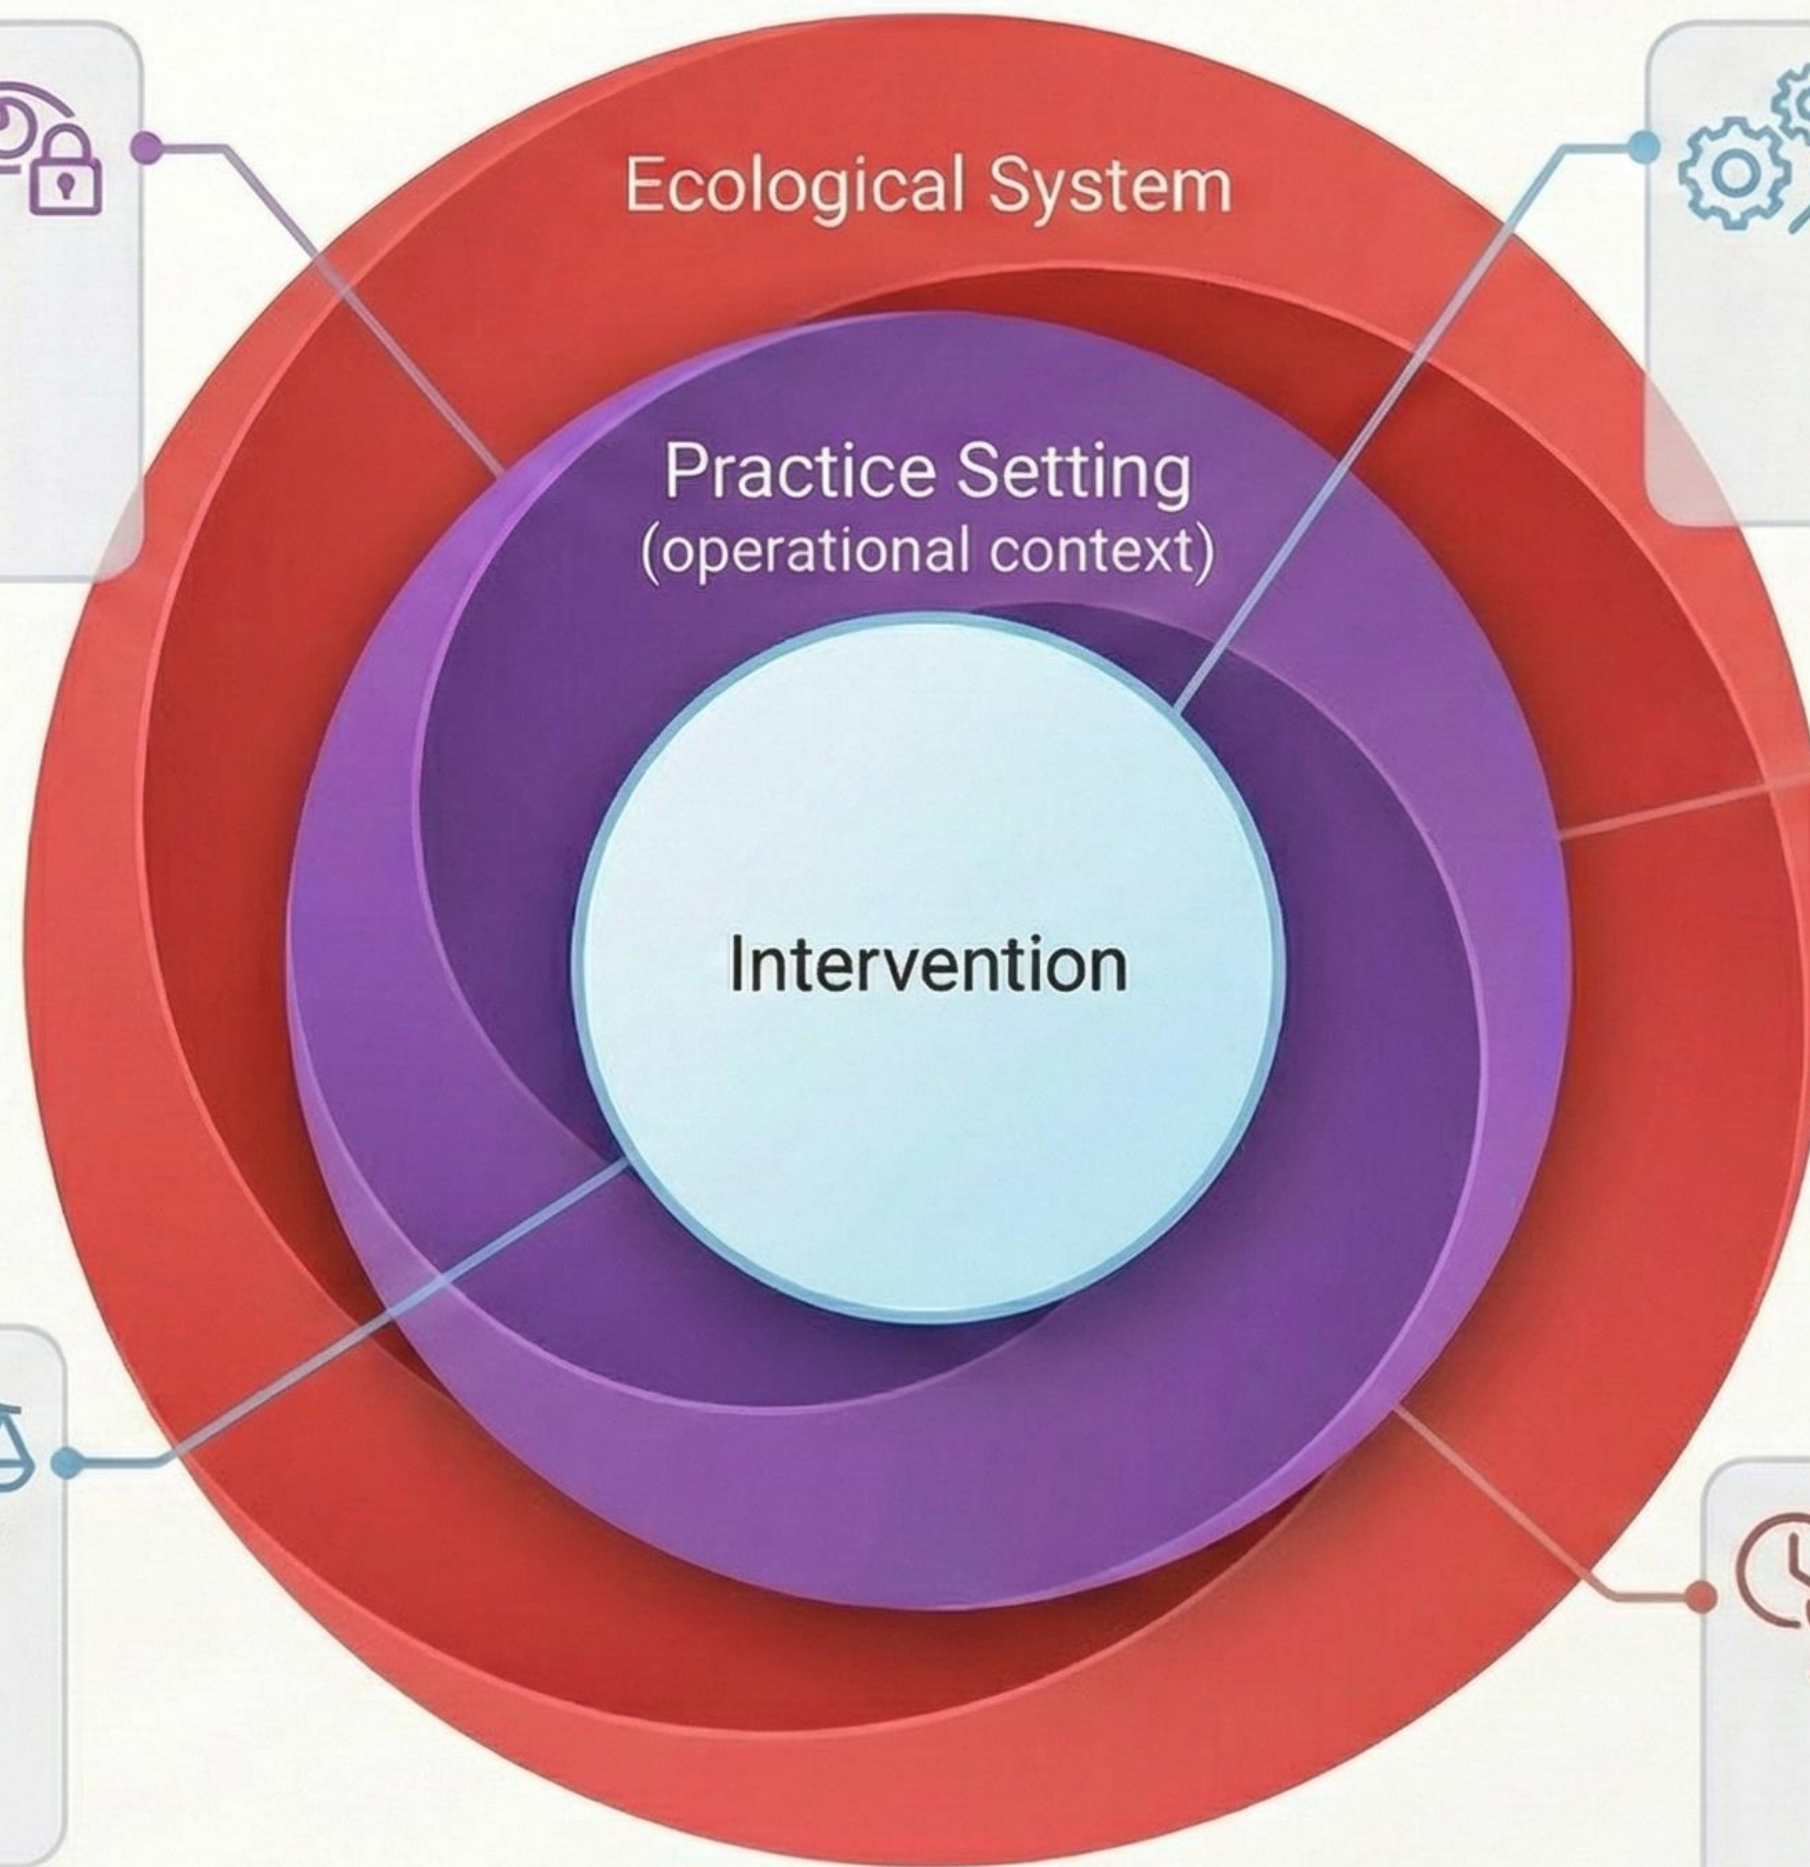 Ecological System
Practice Setting
(operational context)
Intervention